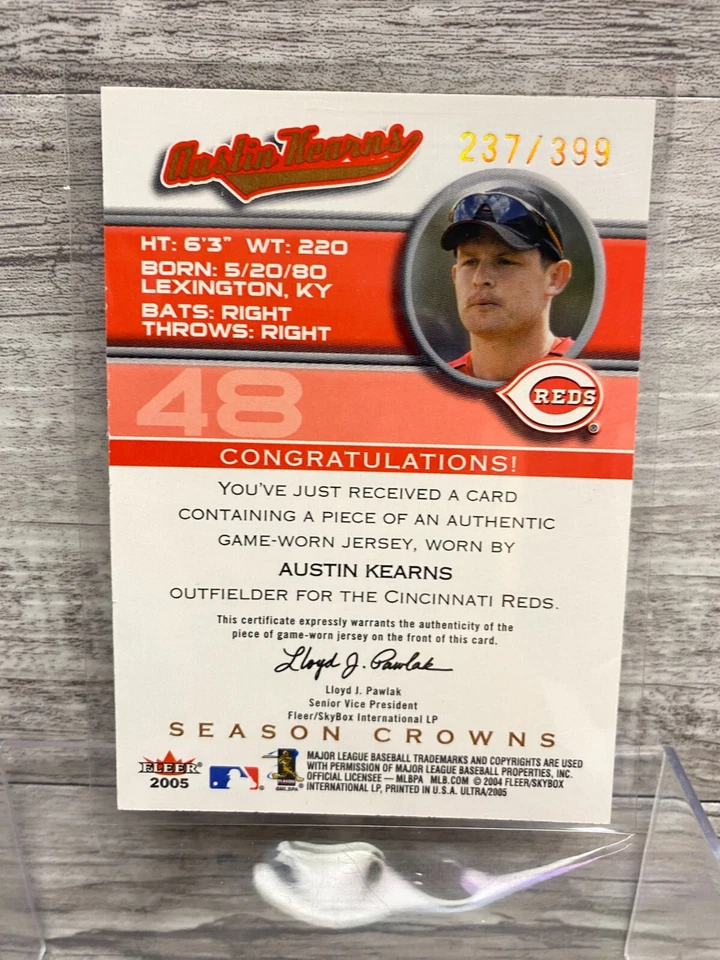 Austin Kearns
237/399
HT: 6'3" WT: 220
BORN: 5/20/80
LEXINGTON, KY
BATS: RIGHT
THROWS: RIGHT
REDS
®
48
CONGRATULATIONS!
YOU'VE JUST RECEIVED A CARD
CONTAINING A PIECE OF AN AUTHENTIC
GAME-WORN JERSEY, WORN BY
AUSTIN KEARNS
OUTFIELDER FOR THE CINCINNATI REDS.
This certificate expressly warrants the authenticity of the
piece of game-worn jersey on the front of this card.
Lloyd J. Pawlak
Lloyd J. Pawlak
Senior Vice President
Fleer/SkyBox International LP
SEASON CROWNS
FLEER
2005
MAJOR LEAGUE BASEBALL TRADEMARKS AND COPYRIGHTS ARE USED
WITH PERMISSION OF MAJOR LEAGUE BASEBALL PROPERTIES, INC.
OFFICIAL LICENSEE — MLBPA MLB.COM © 2004 FLEER/SKYBOX
INTERNATIONAL LP, PRINTED IN U.S.A. ULTRA/2005